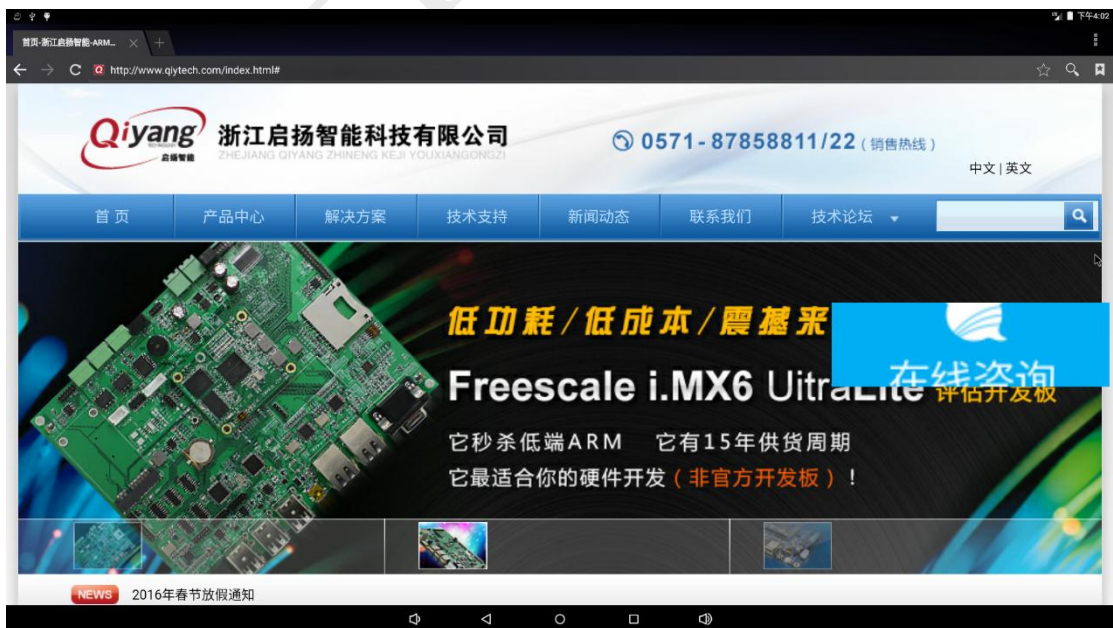 下午4:02
首页-浙江启扬智能-ARM...
http://www.qiytech.com/index.html#
Qiyang
启扬智能
浙江启扬智能科技有限公司
ZHEJIANG QIYANG ZHINENG KEJI YOUXIANGONGZI
0571-87858811/22 (销售热线)
中文 | 英文
首页 产品中心 解决方案 技术支持 新闻动态 联系我们 技术论坛
低功耗/低成本/震撼来
在线咨询
Freescale i.MX6 UitraLite 评估开发板
它秒杀低端ARM 它有15年供货周期
它最适合你的硬件开发(非官方开发板)!
NEWS 2016年春节放假通知